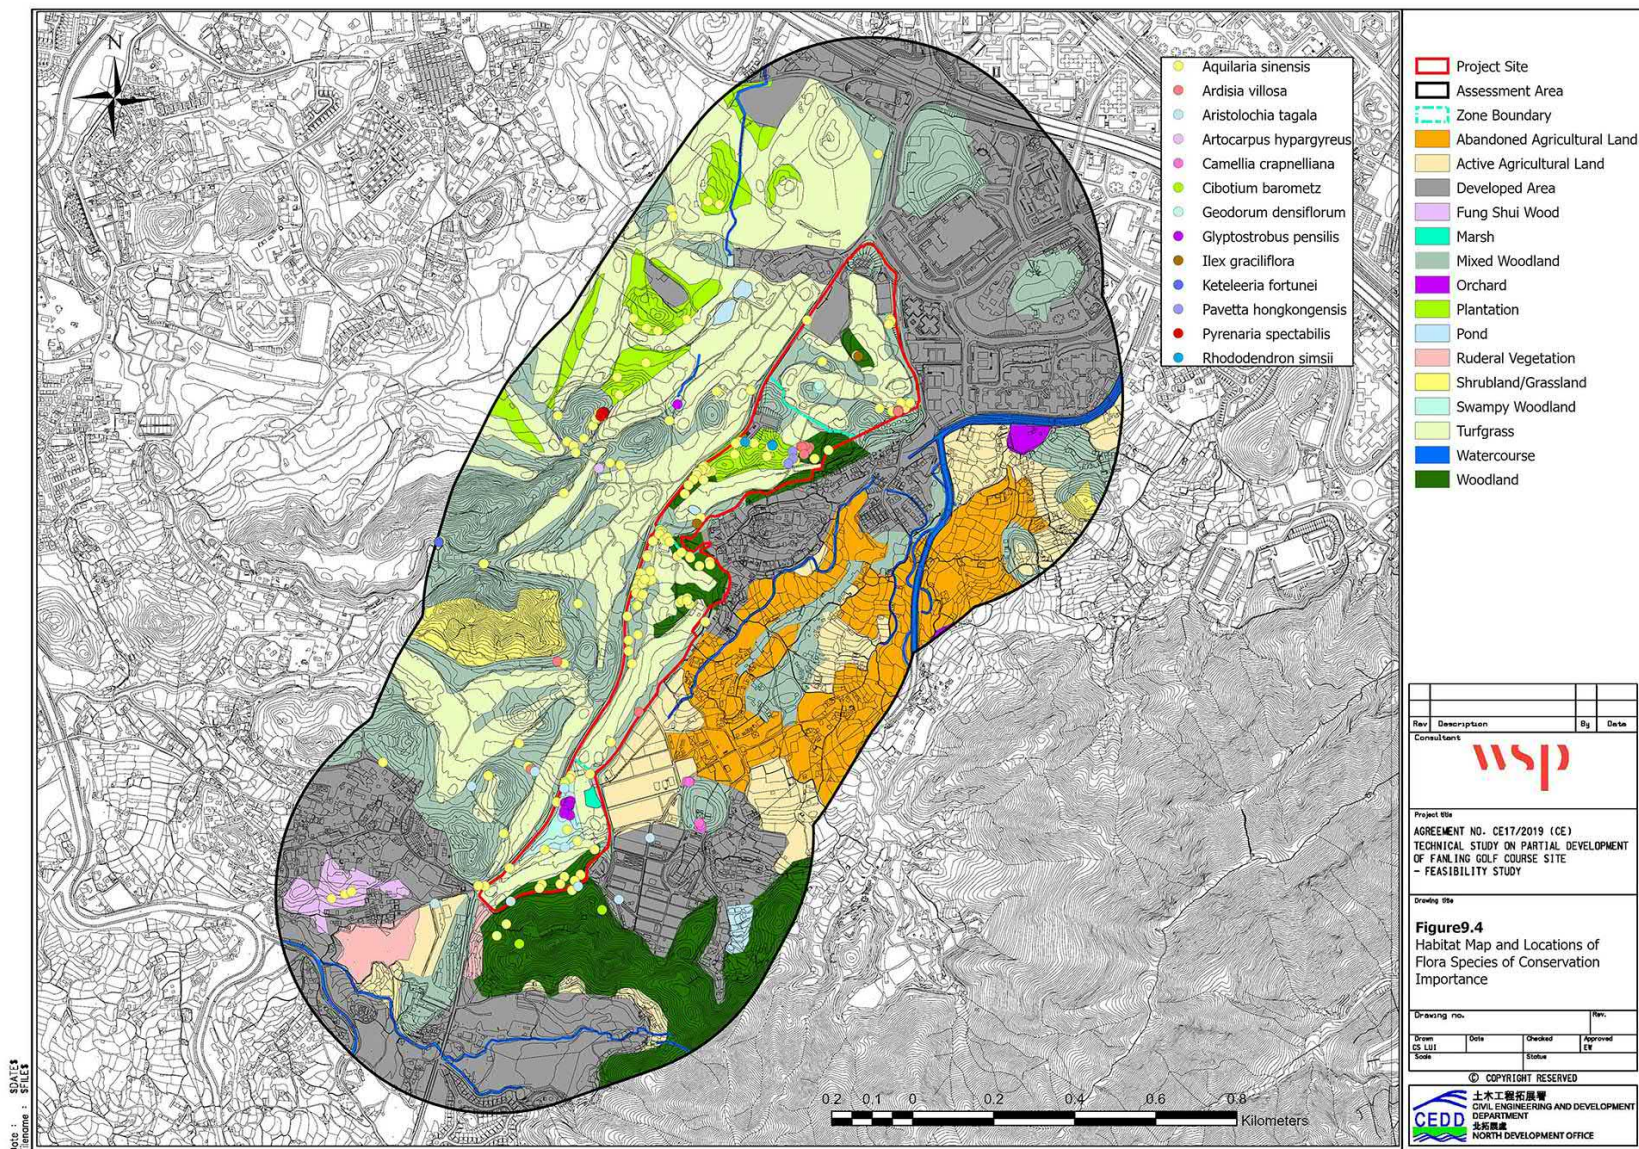 N
Aquilaria sinensis
Ardisia villosa
Aristolochia tagala
Artocarpus hypargyreus
Camellia crapnelliana
Cibotium barometz
Geodorum densiflorum
Glyptostrobus pensilis
Ilex graciliflora
Keteleeria fortunei
Pavetta hongkongensis
Pyrenaria spectabilis
Rhododendron simsii
Project Site
Assessment Area
Zone Boundary
Abandoned Agricultural Land
Active Agricultural Land
Developed Area
Fung Shui Wood
Marsh
Mixed Woodland
Orchard
Plantation
Pond
Ruderal Vegetation
Shrubland/Grassland
Swampy Woodland
Turfgrass
Watercourse
Woodland
0.2 0.1 0 0.2 0.4 0.6 0.8
Kilometers
Rev Description By Date
Consultant
wsp
Project title
AGREEMENT NO. CE17/2019 (CE)
TECHNICAL STUDY ON PARTIAL DEVELOPMENT
OF FANLING GOLF COURSE SITE
- FEASIBILITY STUDY
Drawing title
Figure9.4
Habitat Map and Locations of
Flora Species of Conservation
Importance
Drawing no. Rev.
Drawn Date Checked Approved
CS LUI EW
Scale Status
© COPYRIGHT RESERVED
CEDD
土木工程拓展署
CIVIL ENGINEERING AND DEVELOPMENT
DEPARTMENT
北拓展處
NORTH DEVELOPMENT OFFICE
Date : $DATE$
Filename : $FILE$